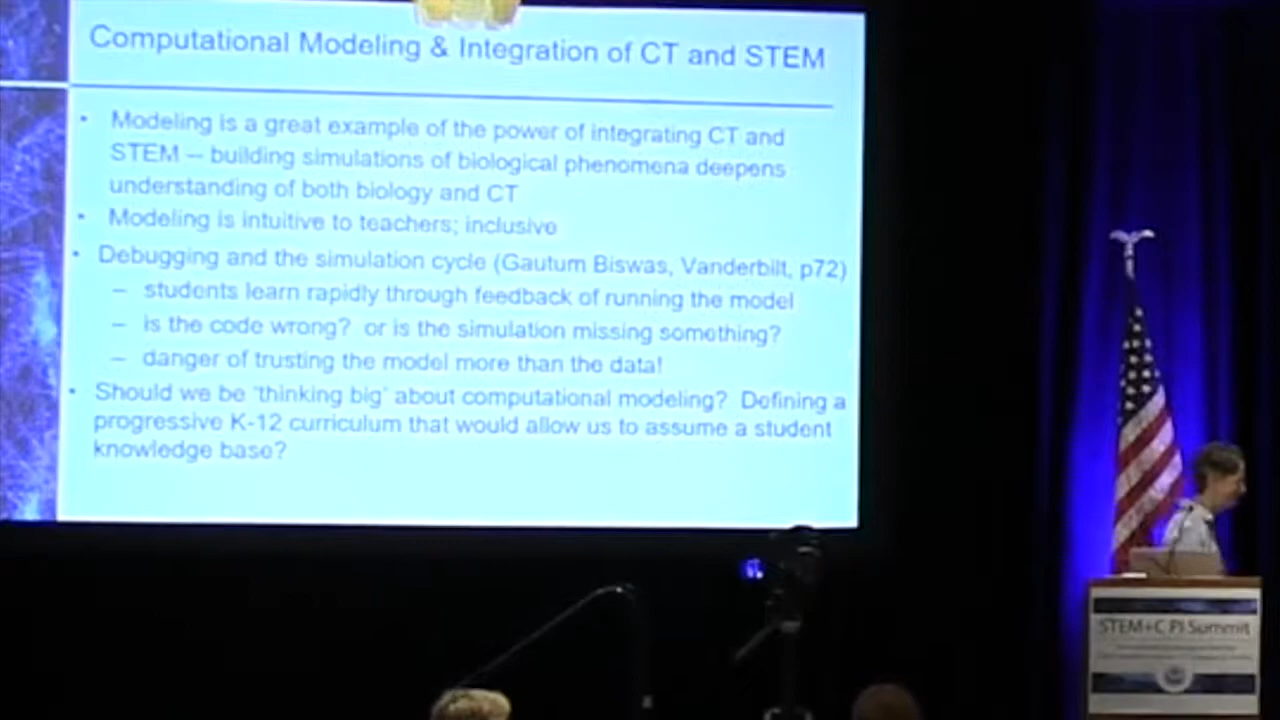 Computational Modeling & Integration of CT and STEM
• Modeling is a great example of the power of integrating CT and
STEM – building simulations of biological phenomena deepens
understanding of both biology and CT
• Modeling is intuitive to teachers; inclusive
• Debugging and the simulation cycle (Gautum Biswas, Vanderbilt, p72)
– students learn rapidly through feedback of running the model
– is the code wrong? or is the simulation missing something?
– danger of trusting the model more than the data!
• Should we be 'thinking big' about computational modeling? Defining a
progressive K-12 curriculum that would allow us to assume a student
knowledge base?
STEM+C PI Summit